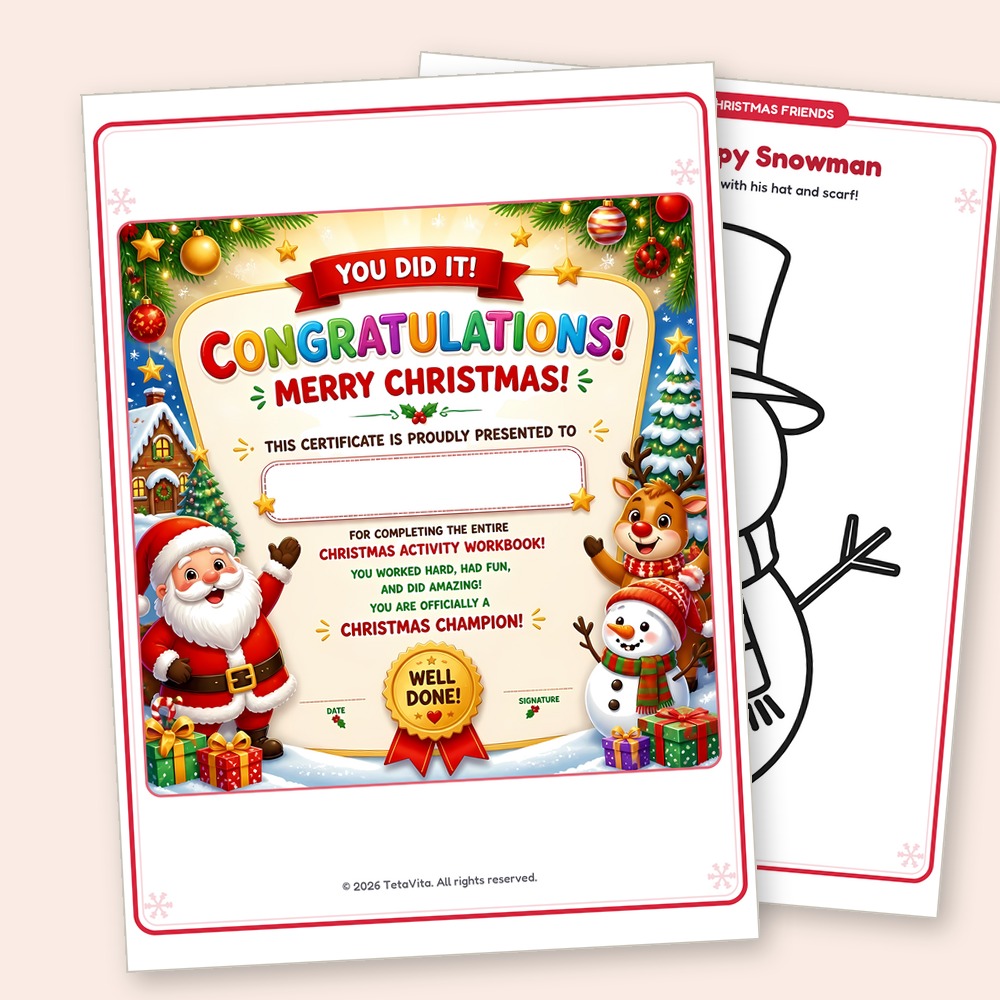 YOU DID IT!
CONGRATULATIONS!
MERRY CHRISTMAS!
THIS CERTIFICATE IS PROUDLY PRESENTED TO
FOR COMPLETING THE ENTIRE
CHRISTMAS ACTIVITY WORKBOOK!
YOU WORKED HARD, HAD FUN,
AND DID AMAZING!
YOU ARE OFFICIALLY A
CHRISTMAS CHAMPION!
WELL
DONE!
DATE
SIGNATURE
© 2026 TetaVita. All rights reserved.
FRIENDS
Snowman
with his hat and scarf!